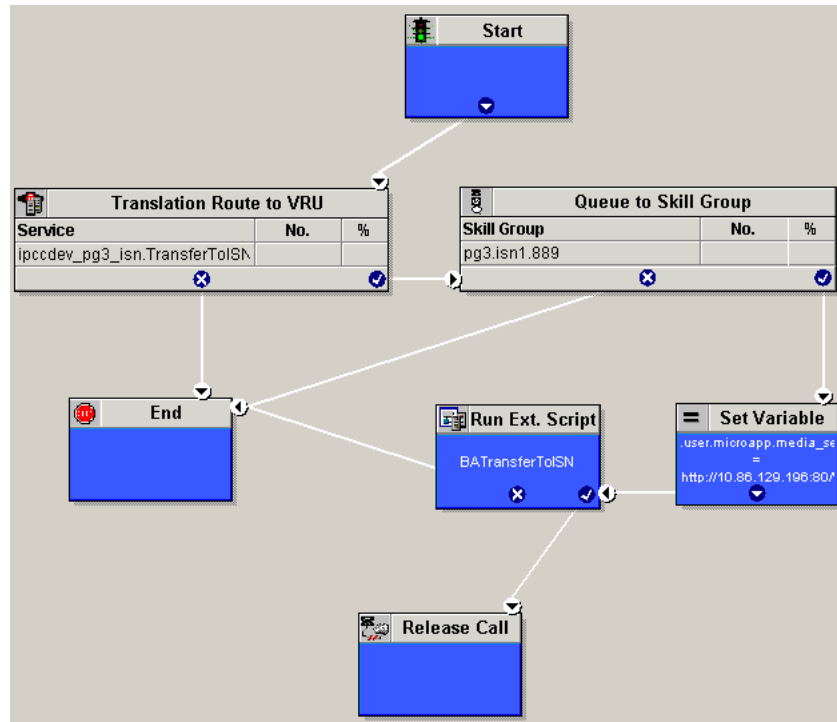 Start
Translation Route to VRU
Service No. %
ipccdev_pg3_isn.TransferToISN
Queue to Skill Group
Skill Group No. %
pg3.isn1.889
End
Run Ext. Script
BATransferToISN
Set Variable
.user.microapp.media_se
=
http://10.86.129.196:80/
Release Call